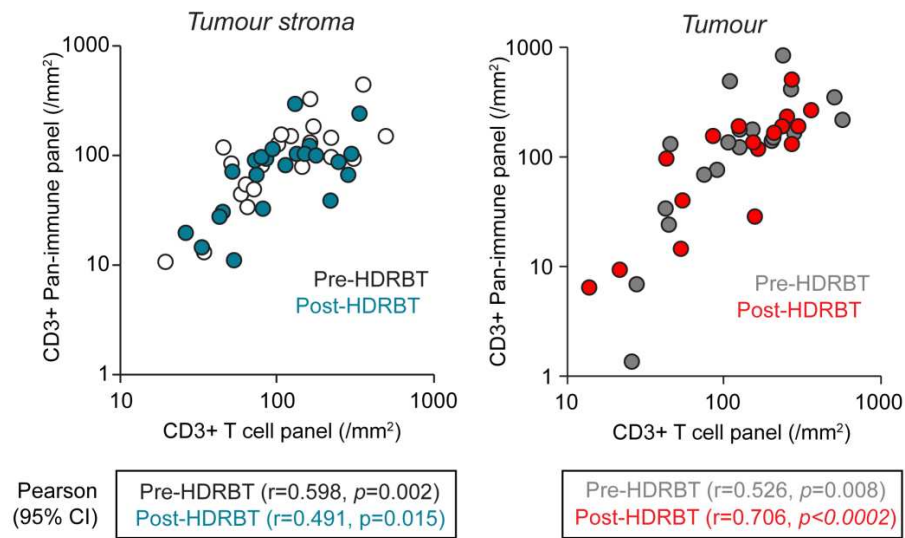 Tumour stroma
CD3+ Pan-immune panel (/mm²)
1000
100
10
1
Pre-HDRBT
Post-HDRBT
10
100
1000
CD3+ T cell panel (/mm²)
Tumour
CD3+ Pan-immune panel (/mm²)
1000
100
10
1
Pre-HDRBT
Post-HDRBT
10
100
1000
CD3+ T cell panel (/mm²)
Pearson
(95% CI)
Pre-HDRBT (r=0.598, p=0.002)
Post-HDRBT (r=0.491, p=0.015)
Pre-HDRBT (r=0.526, p=0.008)
Post-HDRBT (r=0.706, p<0.0002)